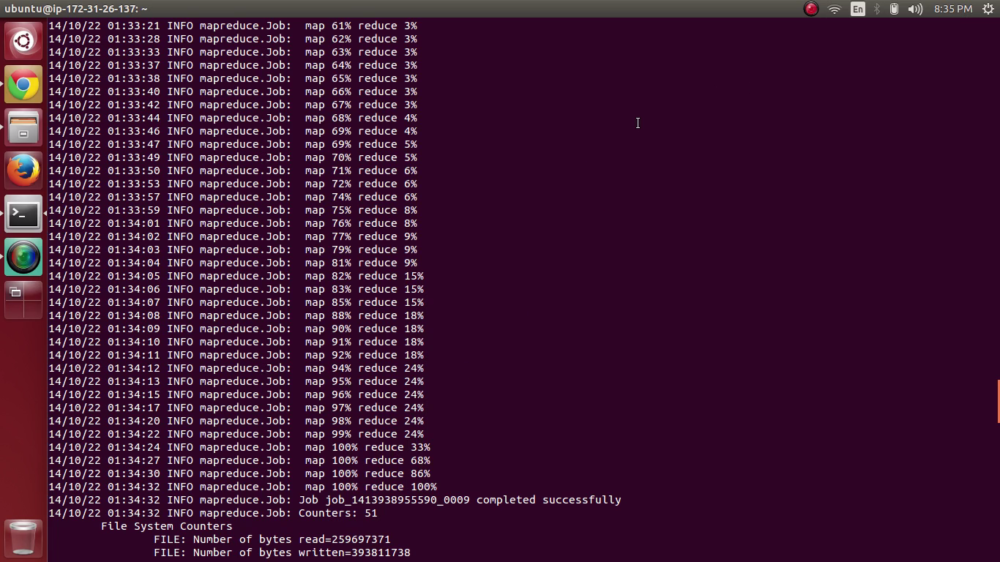 ubuntu@ip-172-31-26-137: ~
En
8:35 PM
14/10/22 01:33:21 INFO mapreduce.Job:  map 61% reduce 3%
14/10/22 01:33:28 INFO mapreduce.Job:  map 62% reduce 3%
14/10/22 01:33:33 INFO mapreduce.Job:  map 63% reduce 3%
14/10/22 01:33:37 INFO mapreduce.Job:  map 64% reduce 3%
14/10/22 01:33:38 INFO mapreduce.Job:  map 65% reduce 3%
14/10/22 01:33:40 INFO mapreduce.Job:  map 66% reduce 3%
14/10/22 01:33:42 INFO mapreduce.Job:  map 67% reduce 3%
14/10/22 01:33:44 INFO mapreduce.Job:  map 68% reduce 4%
14/10/22 01:33:46 INFO mapreduce.Job:  map 69% reduce 4%
14/10/22 01:33:47 INFO mapreduce.Job:  map 69% reduce 5%
14/10/22 01:33:49 INFO mapreduce.Job:  map 70% reduce 5%
14/10/22 01:33:50 INFO mapreduce.Job:  map 71% reduce 6%
14/10/22 01:33:53 INFO mapreduce.Job:  map 72% reduce 6%
14/10/22 01:33:57 INFO mapreduce.Job:  map 74% reduce 6%
14/10/22 01:33:59 INFO mapreduce.Job:  map 75% reduce 8%
14/10/22 01:34:01 INFO mapreduce.Job:  map 76% reduce 8%
14/10/22 01:34:02 INFO mapreduce.Job:  map 77% reduce 9%
14/10/22 01:34:03 INFO mapreduce.Job:  map 79% reduce 9%
14/10/22 01:34:04 INFO mapreduce.Job:  map 81% reduce 9%
14/10/22 01:34:05 INFO mapreduce.Job:  map 82% reduce 15%
14/10/22 01:34:06 INFO mapreduce.Job:  map 83% reduce 15%
14/10/22 01:34:07 INFO mapreduce.Job:  map 85% reduce 15%
14/10/22 01:34:08 INFO mapreduce.Job:  map 88% reduce 18%
14/10/22 01:34:09 INFO mapreduce.Job:  map 90% reduce 18%
14/10/22 01:34:10 INFO mapreduce.Job:  map 91% reduce 18%
14/10/22 01:34:11 INFO mapreduce.Job:  map 92% reduce 18%
14/10/22 01:34:12 INFO mapreduce.Job:  map 94% reduce 24%
14/10/22 01:34:13 INFO mapreduce.Job:  map 95% reduce 24%
14/10/22 01:34:15 INFO mapreduce.Job:  map 96% reduce 24%
14/10/22 01:34:17 INFO mapreduce.Job:  map 97% reduce 24%
14/10/22 01:34:20 INFO mapreduce.Job:  map 98% reduce 24%
14/10/22 01:34:22 INFO mapreduce.Job:  map 99% reduce 24%
14/10/22 01:34:24 INFO mapreduce.Job:  map 100% reduce 33%
14/10/22 01:34:27 INFO mapreduce.Job:  map 100% reduce 68%
14/10/22 01:34:30 INFO mapreduce.Job:  map 100% reduce 86%
14/10/22 01:34:32 INFO mapreduce.Job:  map 100% reduce 100%
14/10/22 01:34:32 INFO mapreduce.Job: Job job_1413938955590_0009 completed successfully
14/10/22 01:34:32 INFO mapreduce.Job: Counters: 51
File System Counters
FILE: Number of bytes read=259697371
FILE: Number of bytes written=393811738